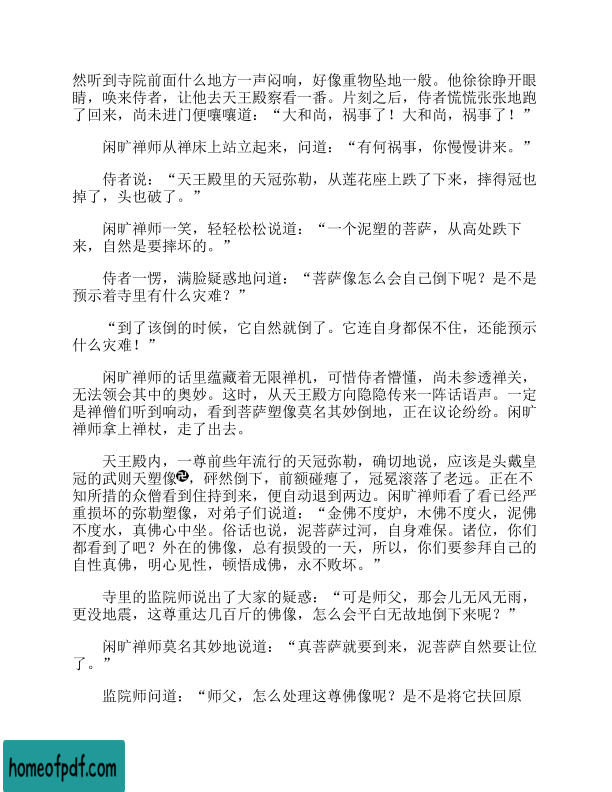 然听到寺院前面什么地方一声闷响，好像重物坠地一般。他徐徐睁开眼
睛，唤来侍者，让他去天王殿察看一番。片刻之后，侍者慌慌张张地跑
了回来，尚未进门便嚷嚷道：“大和尚，祸事了！大和尚，祸事了！”
闲旷禅师从禅床上站立起来，问道：“有何祸事，你慢慢讲来。”
侍者说：“天王殿里的天冠弥勒，从莲花座上跌了下来，摔得冠也
掉了，头也破了。”
闲旷禅师一笑，轻轻松松说道：“一个泥塑的菩萨，从高处跌下
来，自然是要摔坏的。”
侍者一愣，满脸疑惑地问道：“菩萨像怎么会自己倒下呢？是不是
预示着寺里有什么灾难？”
“到了该倒的时候，它自然就倒了。它连自身都保不住，还能预示
什么灾难！”
闲旷禅师的话里蕴藏着无限禅机，可惜侍者懵懂，尚未参透禅关，
无法领会其中的奥妙。这时，从天王殿方向隐隐传来一阵话语声。一定
是禅僧们听到响动，看到菩萨塑像莫名其妙倒地，正在议论纷纷。闲旷
禅师拿上禅杖，走了出去。
天王殿内，一尊前些年流行的天冠弥勒，确切地说，应该是头戴皇
冠的武则天塑像卍，砰然倒下，前额碰瘪了，冠冕滚落了老远。正在不
知所措的众僧看到住持到来，便自动退到两边。闲旷禅师看了看已经严
重损坏的弥勒塑像，对弟子们说道：“金佛不度炉，木佛不度火，泥佛
不度水，真佛心中坐。俗话也说，泥菩萨过河，自身难保。诸位，你们
都看到了吧？外在的佛像，总有损毁的一天，所以，你们要参拜自己的
自性真佛，明心见性，顿悟成佛，永不败坏。”
寺里的监院师说出了大家的疑惑：“可是师父，那会儿无风无雨，
更没地震，这尊重达几百斤的佛像，怎么会平白无故地倒下来呢？”
闲旷禅师莫名其妙地说道：“真菩萨就要到来，泥菩萨自然要让位
了。”
监院师问道：“师父，怎么处理这尊佛像呢？是不是将它扶回原
homeofpdf.com